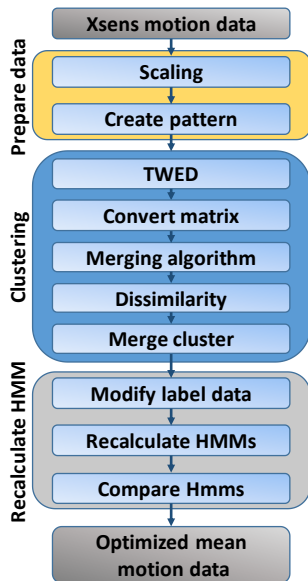 Xsens motion data
Prepare data
Scaling
Create pattern
Clustering
TWED
Convert matrix
Merging algorithm
Dissimilarity
Merge cluster
Recalculate HMM
Modify label data
Recalculate HMMs
Compare Hmms
Optimized mean
motion data